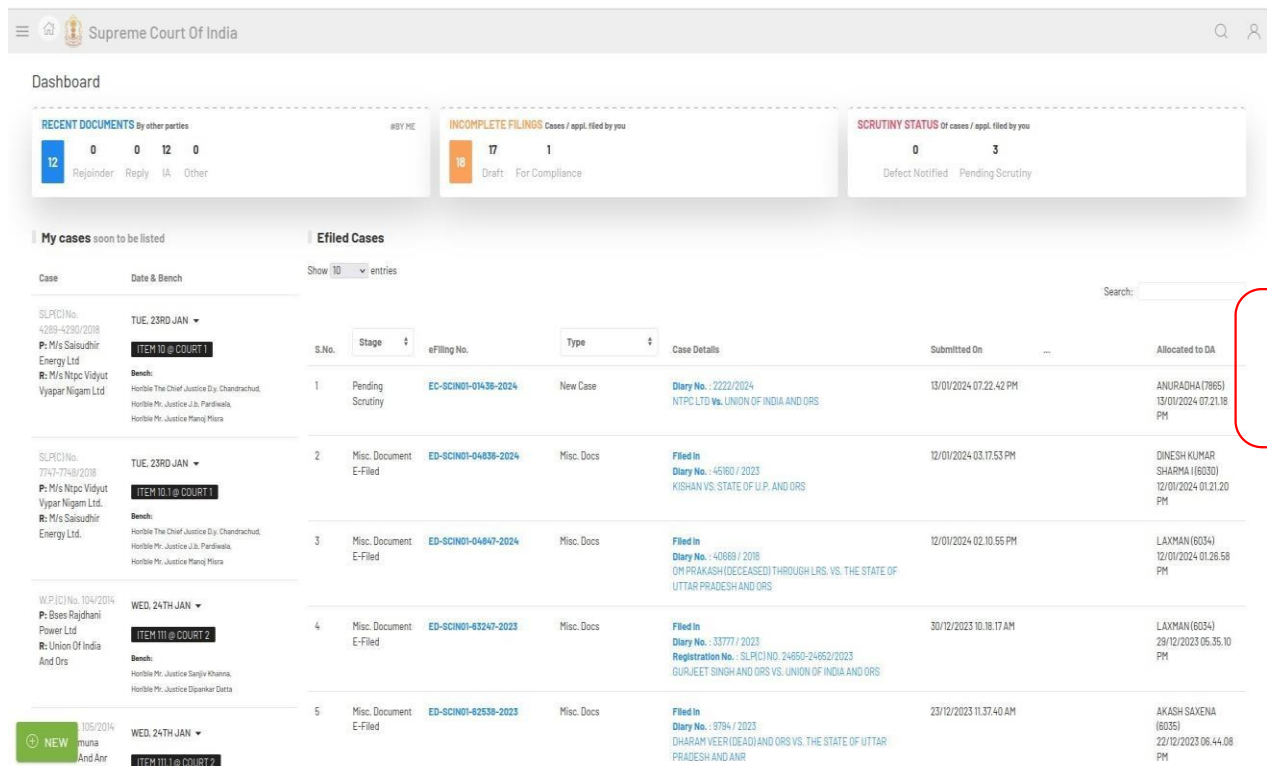 Supreme Court Of India
Dashboard
RECENT DOCUMENTS By other parties
#BY ME
12
0 0 12 0
Rejoinder Reply IA Other
INCOMPLETE FILINGS Cases / appl. filed by you
18
17 1
Draft For Compliance
SCRUTINY STATUS Of cases / appl. filed by you
0 3
Defect Notified Pending Scrutiny
My cases soon to be listed
Case Date & Bench
SLP(C) No.
4289-4290/2018
P: M/s Saisudhir
Energy Ltd
R: M/s Ntpc Vidyut
Vyapar Nigam Ltd
TUE, 23RD JAN
ITEM 10 @ COURT 1
Bench:
Hon'ble The Chief Justice D.y. Chandrachud,
Hon'ble Mr. Justice J.b. Pardiwala,
Hon'ble Mr. Justice Manoj Misra
SLP(C) No.
7747-7748/2018
P: M/s Ntpc Vidyut
Vypar Nigam Ltd.
R: M/s Saisudhir
Energy Ltd.
TUE, 23RD JAN
ITEM 10.1 @ COURT 1
Bench:
Hon'ble The Chief Justice D.y. Chandrachud,
Hon'ble Mr. Justice J.b. Pardiwala,
Hon'ble Mr. Justice Manoj Misra
W.P.(C) No. 104/2014
P: Bses Rajdhani
Power Ltd
R: Union Of India
And Ors
WED, 24TH JAN
ITEM 111 @ COURT 2
Bench:
Hon'ble Mr. Justice Sanjiv Khanna,
Hon'ble Mr. Justice Dipankar Datta
105/2014
muna
And Anr
WED, 24TH JAN
ITEM 111.1 @ COURT 2
NEW
Efiled Cases
Show 10 entries
Search:
S.No. Stage eFiling No. Type Case Details Submitted On ... Allocated to DA
1 Pending
Scrutiny
EC-SCIN01-01436-2024
New Case
Diary No. : 2222/2024
NTPC LTD Vs. UNION OF INDIA AND ORS
13/01/2024 07.22.42 PM
ANURADHA (7865)
13/01/2024 07.21.18
PM
2 Misc. Document
E-Filed
ED-SCIN01-04836-2024
Misc. Docs
Filed In
Diary No. : 45160 / 2023
KISHAN VS. STATE OF U.P. AND ORS
12/01/2024 03.17.53 PM
DINESH KUMAR
SHARMA I (6030)
12/01/2024 01.21.20
PM
3 Misc. Document
E-Filed
ED-SCIN01-04647-2024
Misc. Docs
Filed In
Diary No. : 40669 / 2018
OM PRAKASH (DECEASED) THROUGH LRS. VS. THE STATE OF
UTTAR PRADESH AND ORS
12/01/2024 02.10.55 PM
LAXMAN (6034)
12/01/2024 01.26.58
PM
4 Misc. Document
E-Filed
ED-SCIN01-63247-2023
Misc. Docs
Filed In
Diary No. : 33777 / 2023
Registration No. : SLP(C) NO. 24650-24652/2023
GURJEET SINGH AND ORS VS. UNION OF INDIA AND ORS
30/12/2023 10.18.17 AM
LAXMAN (6034)
29/12/2023 05.35.10
PM
5 Misc. Document
E-Filed
ED-SCIN01-62538-2023
Misc. Docs
Filed In
Diary No. : 9794 / 2023
DHARAM VEER (DEAD) AND ORS VS. THE STATE OF UTTAR
PRADESH AND ANR
23/12/2023 11.37.40 AM
AKASH SAXENA
(6035)
22/12/2023 06.44.08
PM